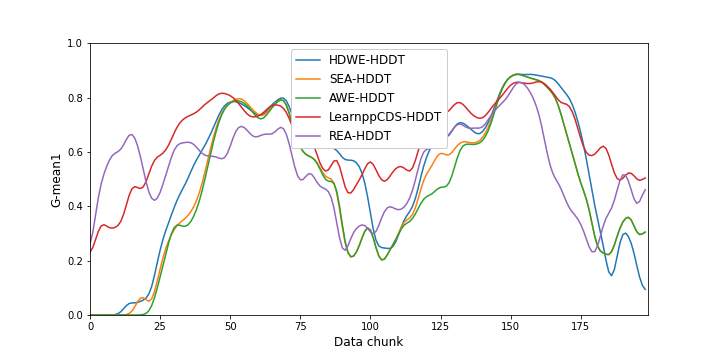 1.0
0.8
0.6
0.4
0.2
0.0
G-mean1
HDWE-HDDT
SEA-HDDT
AWE-HDDT
LearnppCDS-HDDT
REA-HDDT
0 25 50 75 100 125 150 175
Data chunk